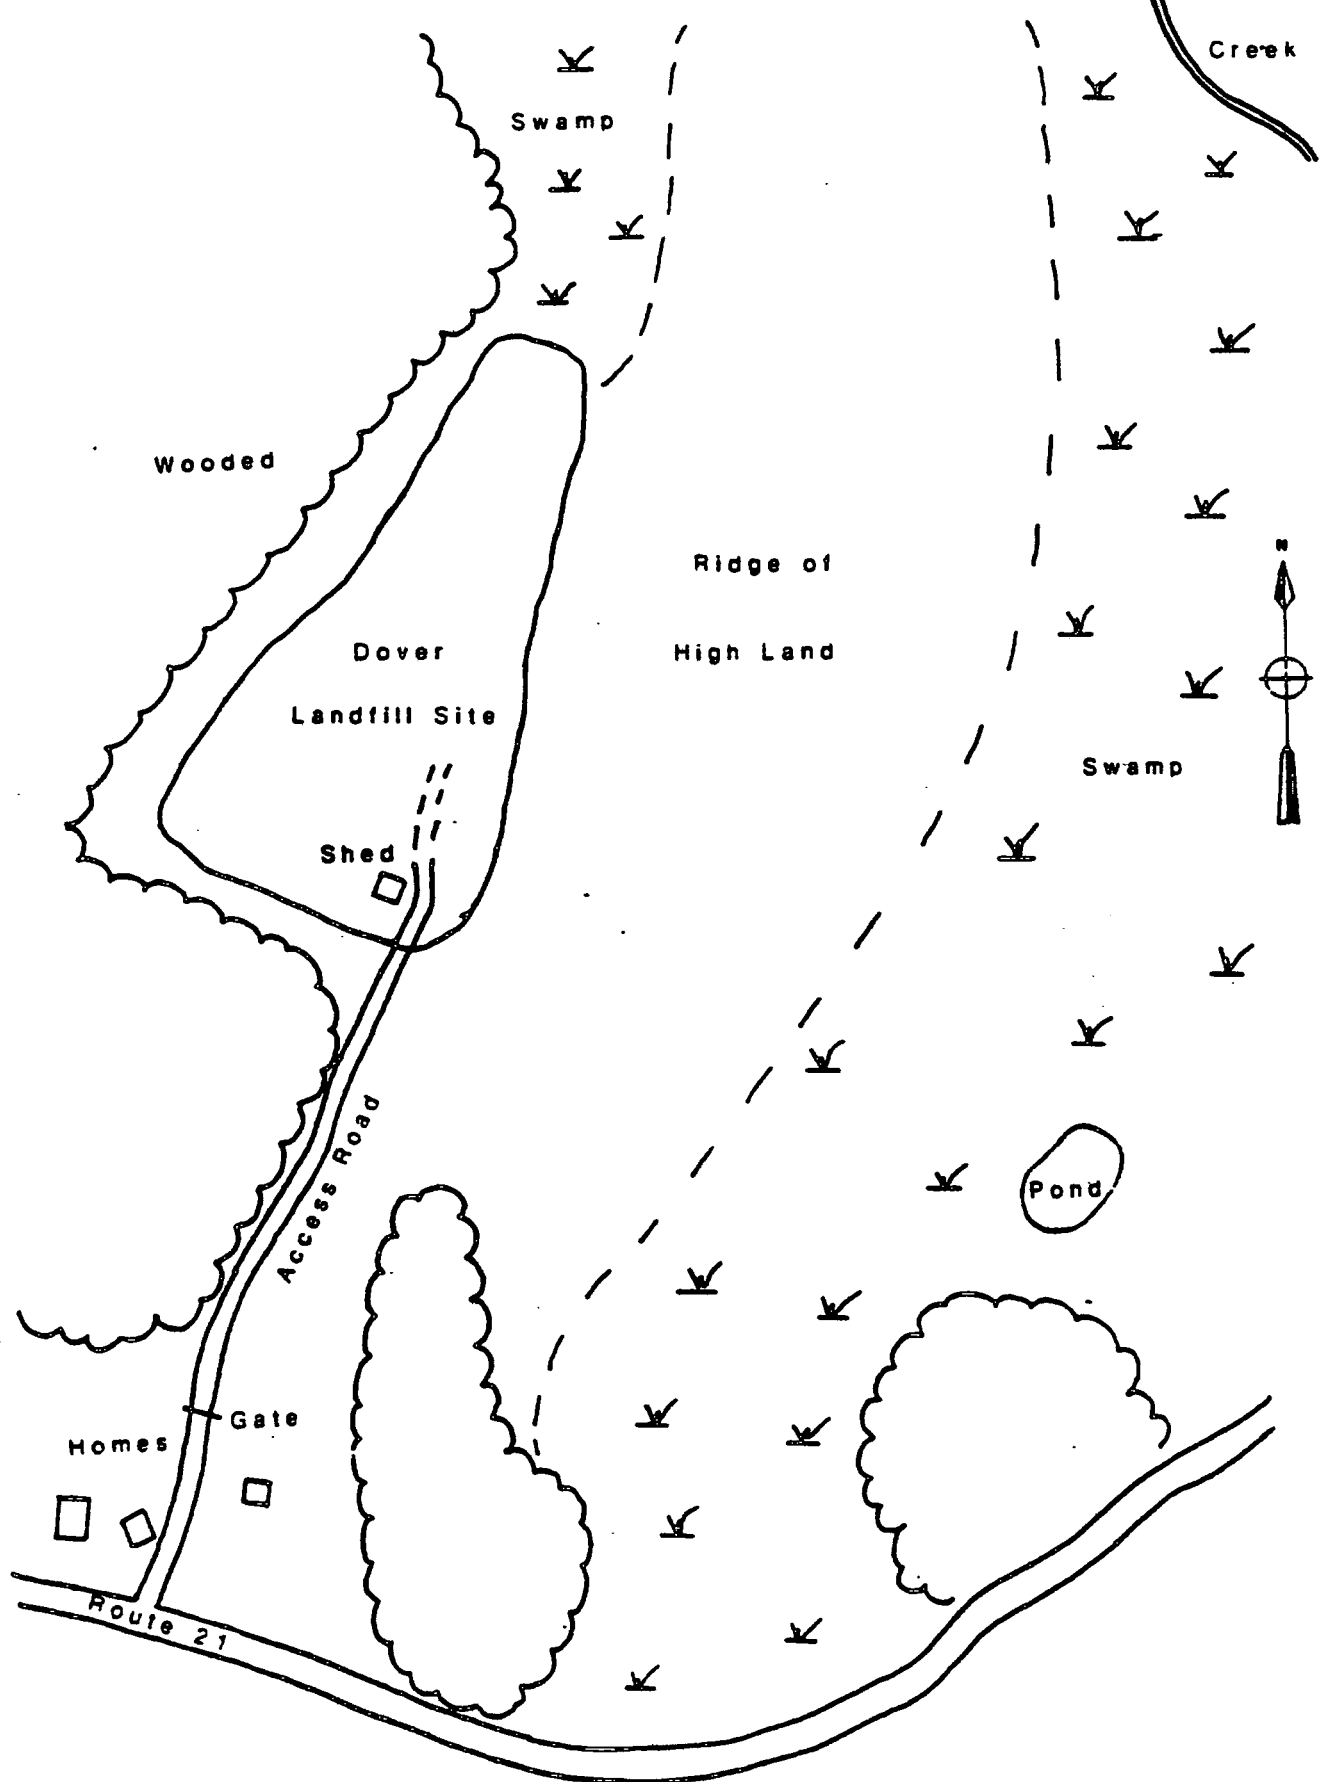 Creek
Swamp
Wooded
N
Ridge of
High Land
Dover
Landfill Site
Swamp
Shed
Access Road
Pond
Gate
Homes
Route 21